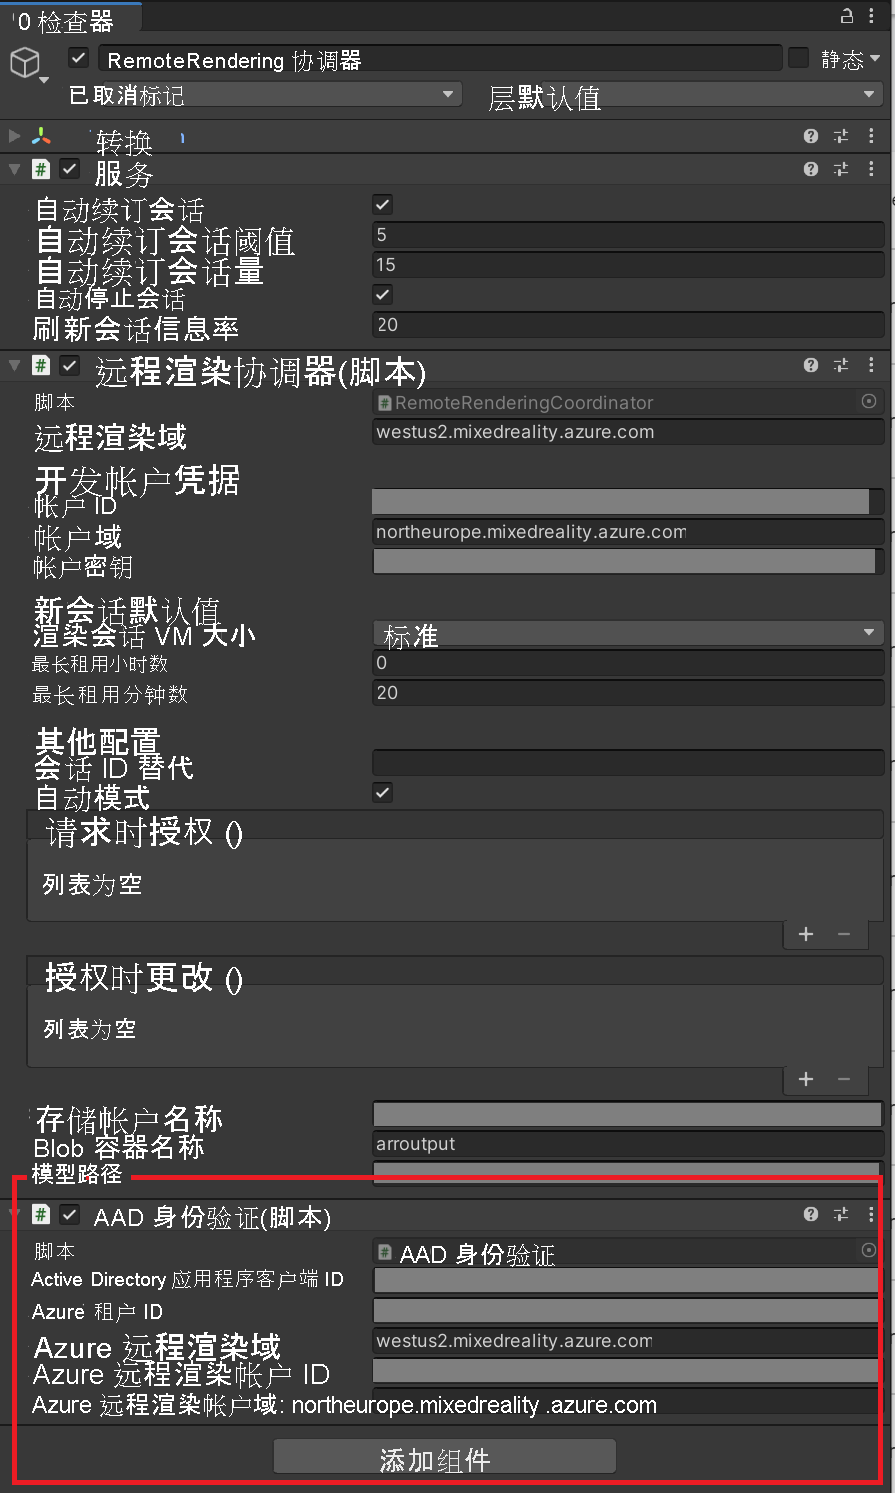 0 检查器
RemoteRendering 协调器 静态
已取消标记 层默认值
转换
# 服务
自动续订会话
自动续订会话阈值 5
自动续订会话量 15
自动停止会话
刷新会话信息率 20
# 远程渲染协调器(脚本)
脚本 # RemoteRenderingCoordinator
远程渲染域 westus2.mixedreality.azure.com
开发帐户凭据
帐户 ID
帐户域 northeurope.mixedreality.azure.com
帐户密钥
新会话默认值
渲染会话 VM 大小 标准
最长租用小时数 0
最长租用分钟数 20
其他配置
会话 ID 替代
自动模式
请求时授权 ()
列表为空
+ −
授权时更改 ()
列表为空
+ −
存储帐户名称
Blob 容器名称 arroutput
模型路径
# AAD 身份验证(脚本)
脚本 # AAD 身份验证
Active Directory 应用程序客户端 ID
Azure 租户 ID
Azure 远程渲染域 westus2.mixedreality.azure.com
Azure 远程渲染帐户 ID
Azure 远程渲染帐户域: northeurope.mixedreality .azure.com
添加组件